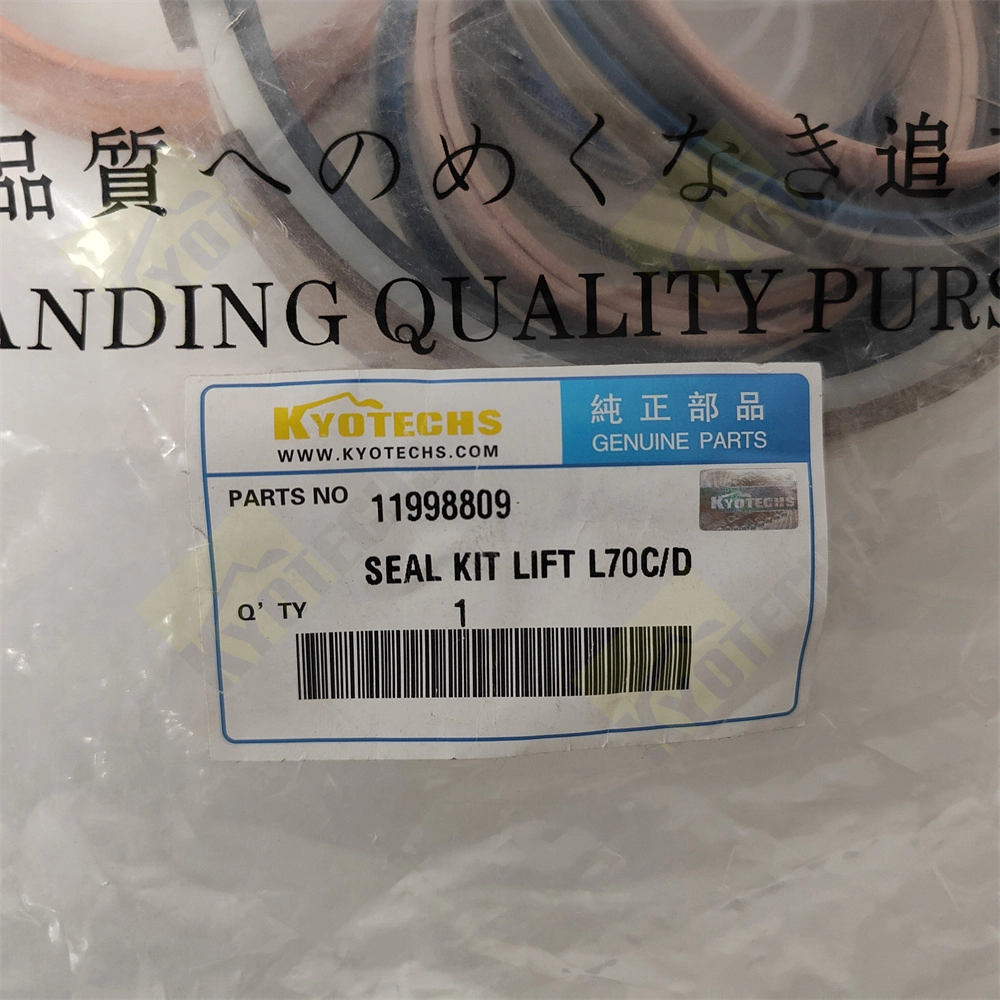 品質へのめくなき追
ANDING QUALITY PURS
KYOTECHS
WWW.KYOTECHS.COM
純正部品
GENUINE PARTS
PARTS NO 11998809
KYOTECHS
SEAL KIT LIFT L70C/D
Q' TY 1